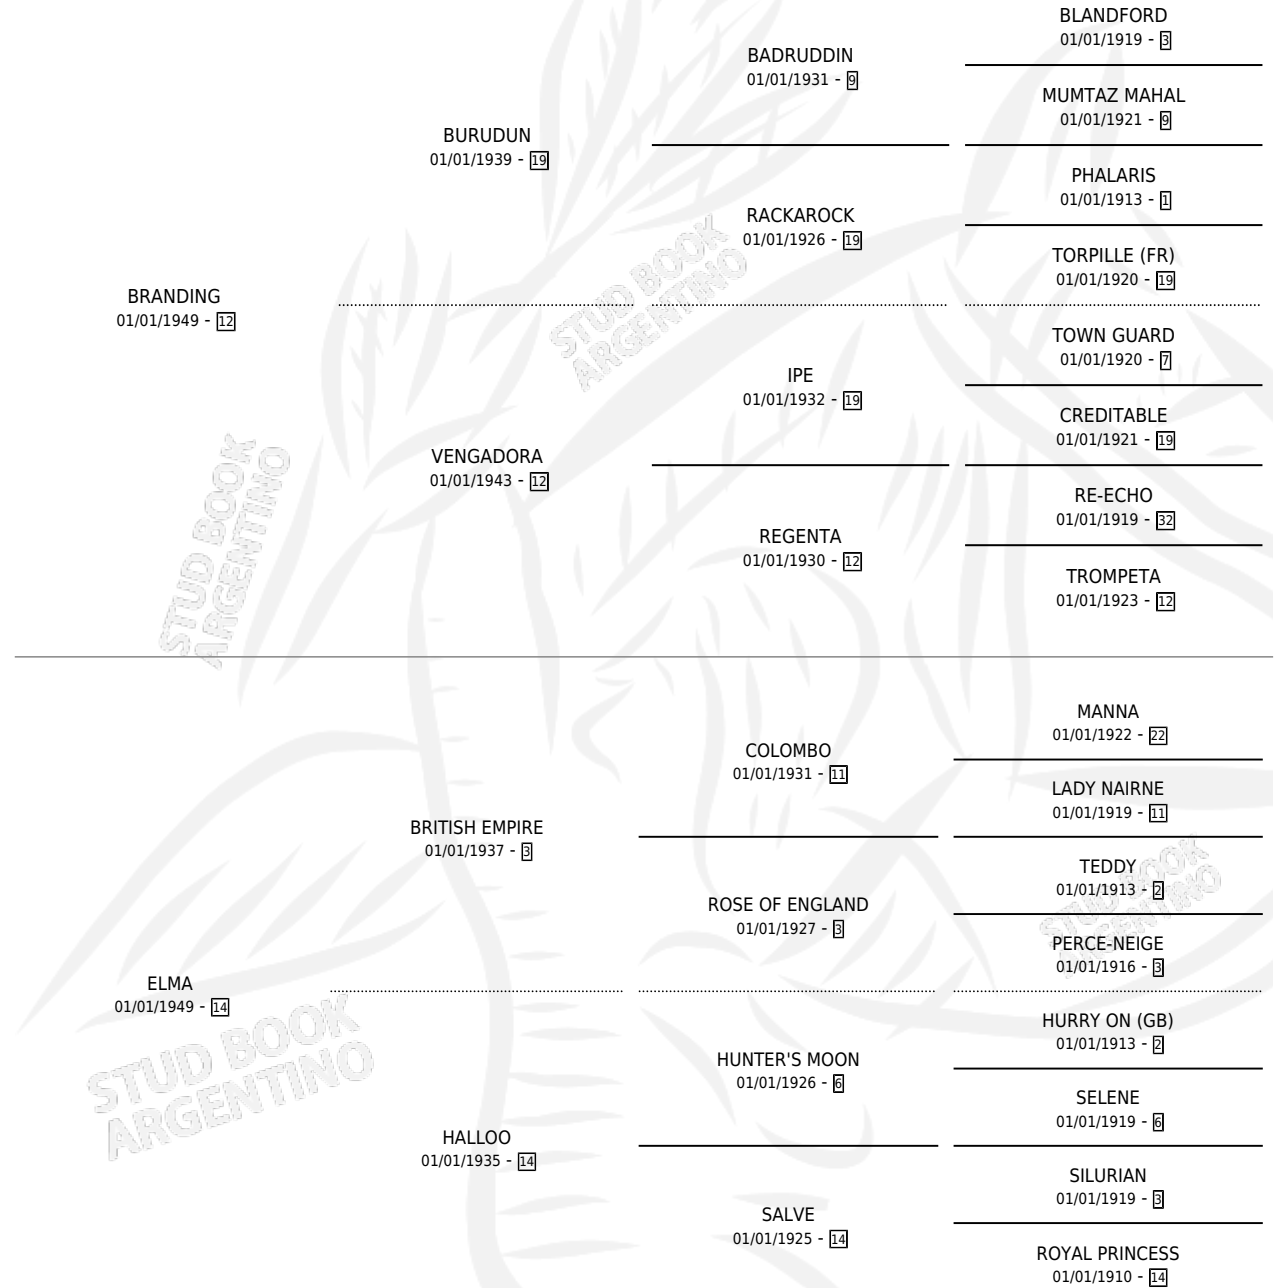 BLANDFORD
01/01/1919 - 3
BADRUDDIN
01/01/1931 - 9
MUMTAZ MAHAL
01/01/1921 - 9
BURUDUN
01/01/1939 - 19
PHALARIS
01/01/1913 - 1
RACKAROCK
01/01/1926 - 19
TORPILLE (FR)
01/01/1920 - 19
BRANDING
01/01/1949 - 12
TOWN GUARD
01/01/1920 - 7
IPE
01/01/1932 - 19
CREDITABLE
01/01/1921 - 19
VENGADORA
01/01/1943 - 12
RE-ECHO
01/01/1919 - 32
REGENTA
01/01/1930 - 12
TROMPETA
01/01/1923 - 12
MANNA
01/01/1922 - 22
COLOMBO
01/01/1931 - 11
LADY NAIRNE
01/01/1919 - 11
BRITISH EMPIRE
01/01/1937 - 3
TEDDY
01/01/1913 - 2
ROSE OF ENGLAND
01/01/1927 - 3
PERCE-NEIGE
01/01/1916 - 3
ELMA
01/01/1949 - 14
HURRY ON (GB)
01/01/1913 - 2
HUNTER'S MOON
01/01/1926 - 6
SELENE
01/01/1919 - 6
HALLOO
01/01/1935 - 14
SILURIAN
01/01/1919 - 3
SALVE
01/01/1925 - 14
ROYAL PRINCESS
01/01/1910 - 14
STUD BOOK
ARGENTINO
STUD BOOK
ARGENTINO
STUD BOOK
ARGENTINO
STUD BOOK
ARGENTINO